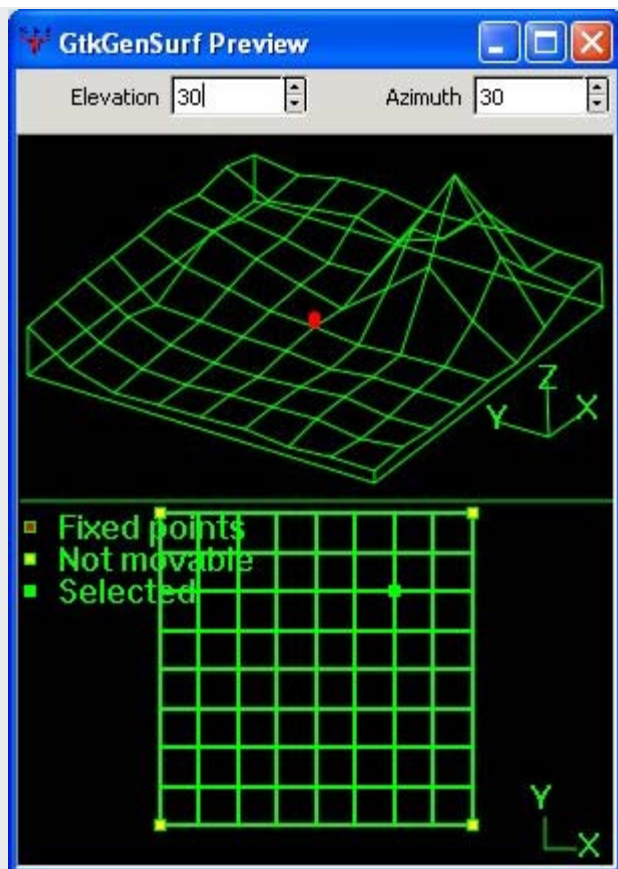 GtkGenSurf Preview
Elevation 30 Azimuth 30
Z
Y X
Fixed points
Not movable
Selected
Y
X